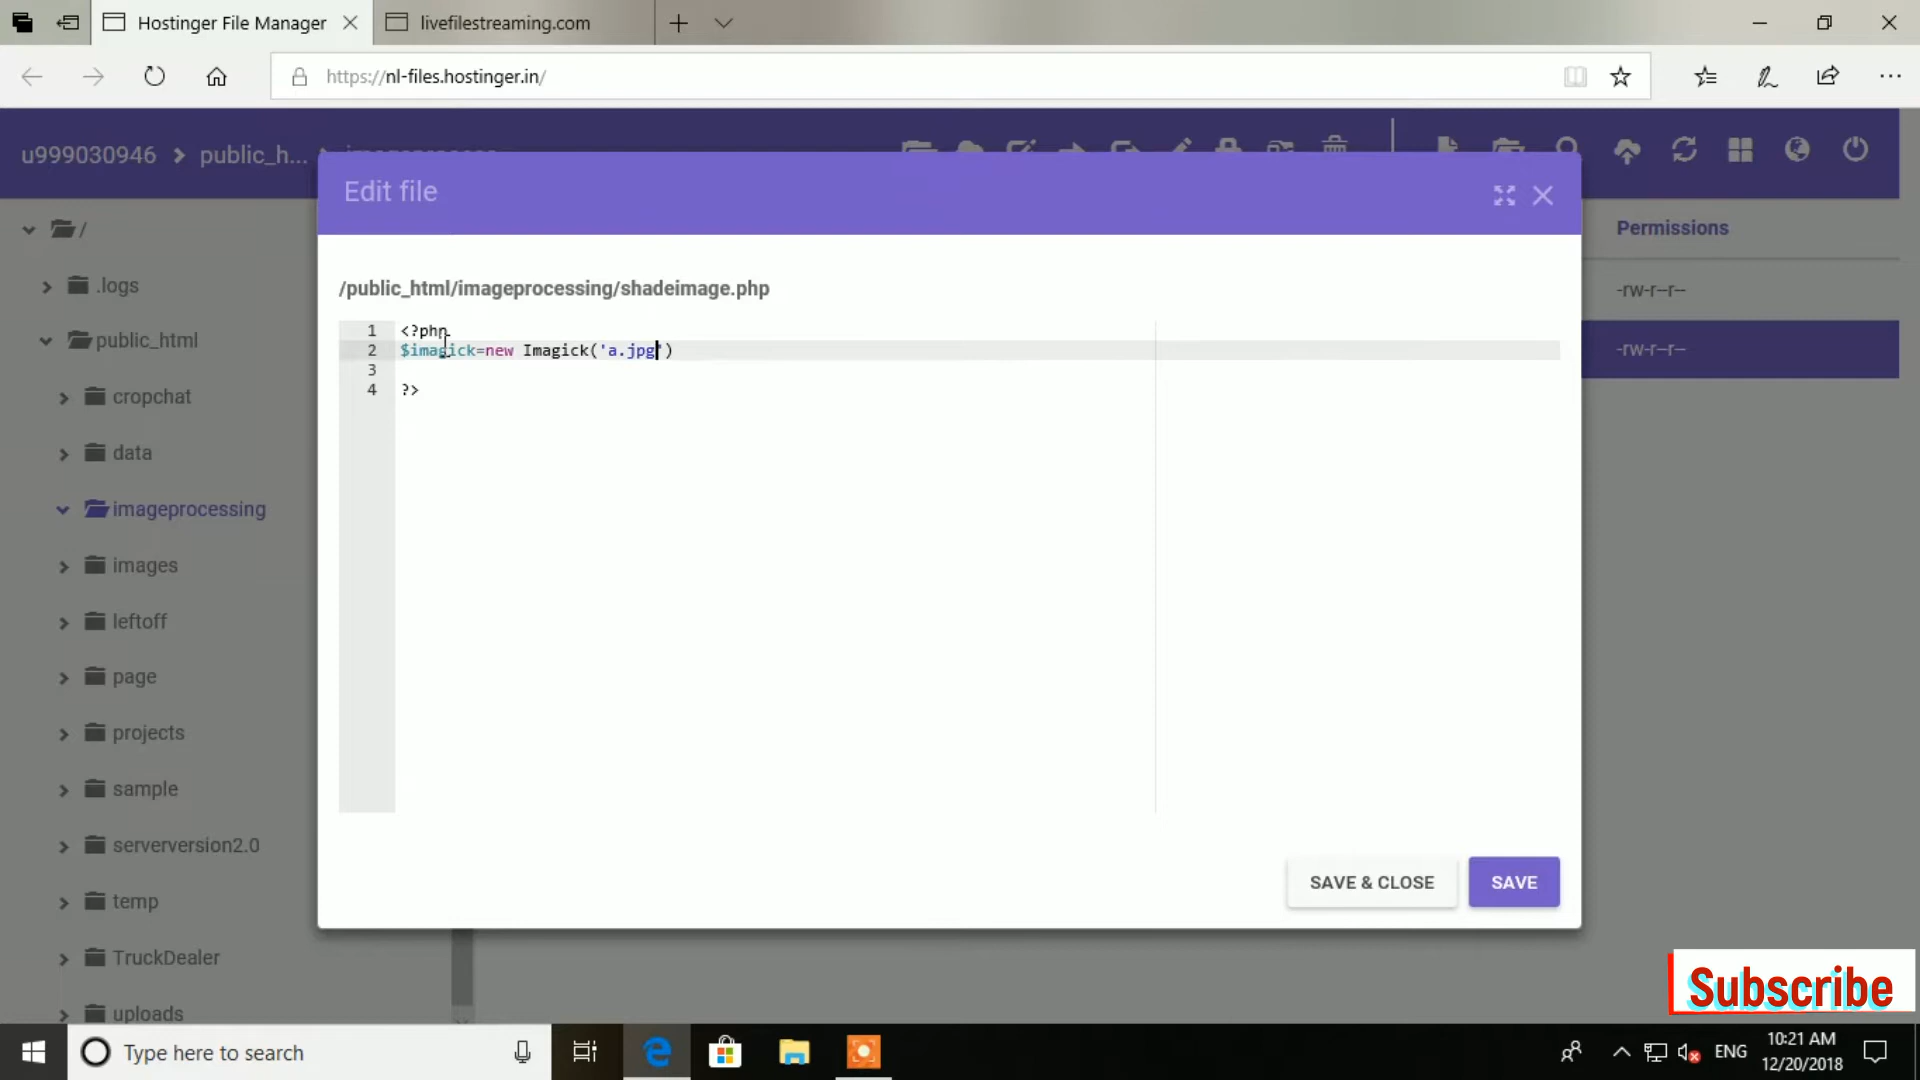 Hostinger File Manager
livefilestreaming.com
https://nl-files.hostinger.in/
u999030946 > public_h... >
Edit file
Permissions
/
/public_html/imageprocessing/shadeimage.php
.logs
-rw-r--r--
1 <?php
public_html
2 $imagick=new Imagick('a.jpg')
-rw-r--r--
3
4 ?>
cropchat
data
imageprocessing
images
leftoff
page
projects
sample
serverversion2.0
SAVE & CLOSE
SAVE
temp
TruckDealer
Subscribe
uploads
Type here to search
ENG
10:21 AM
12/20/2018